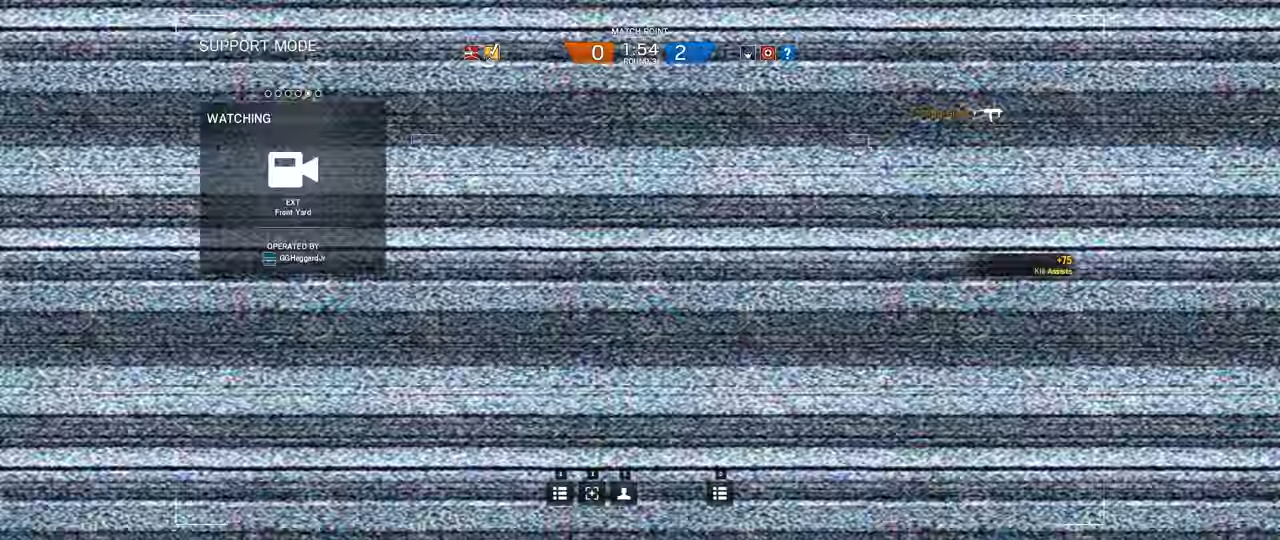 MATCH POINT
SUPPORT MODE
0
1:54
2
?
ROUND 3
WATCHING
EXT
Front Yard
OPERATED BY
GGHaggardJr
+75
Kill Assists